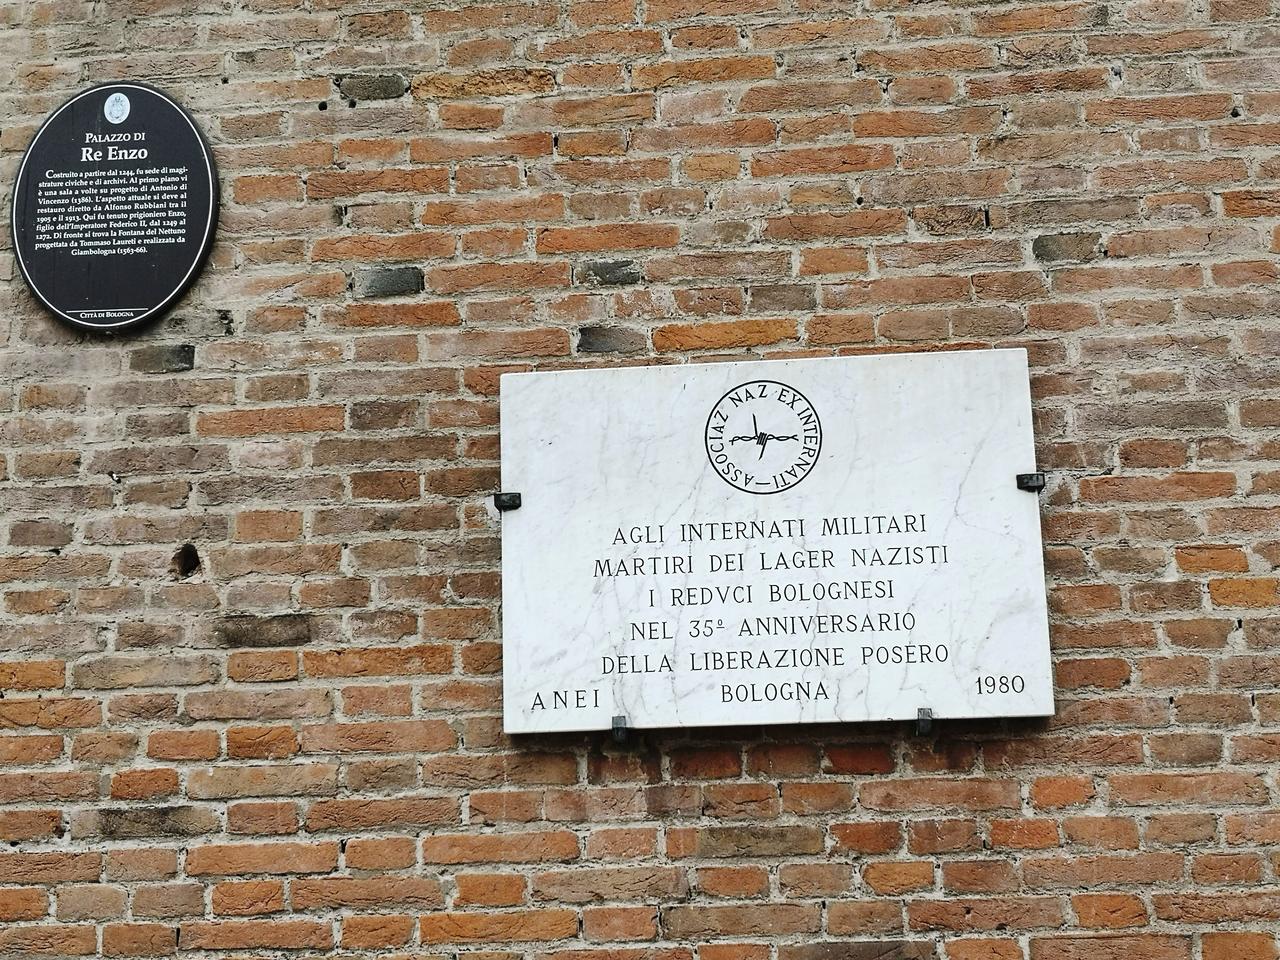 PALAZZO DI
RE ENZO
Costruito a partire dal 1244, fu sede di magi-
strature civiche e di archivi. Al primo piano vi
è una sala a volte su progetto di Antonio di
Vincenzo (1386). L'aspetto attuale si deve al
restauro diretto da Alfonso Rubbiani tra il
1905 e il 1913. Qui fu tenuto prigioniero Enzo,
figlio dell'Imperatore Federico II, dal 1249 al
1272. Di fronte si trova la Fontana del Nettuno
progettata da Tommaso Laureti e realizzata da
Giambologna (1563-66).
CITTÀ DI BOLOGNA
ASSOCIAZ NAZ EX INTERNATI
AGLI INTERNATI MILITARI
MARTIRI DEI LAGER NAZISTI
I REDVCI BOLOGNESI
NEL 35º ANNIVERSARIO
DELLA LIBERAZIONE POSERO
ANEI BOLOGNA 1980